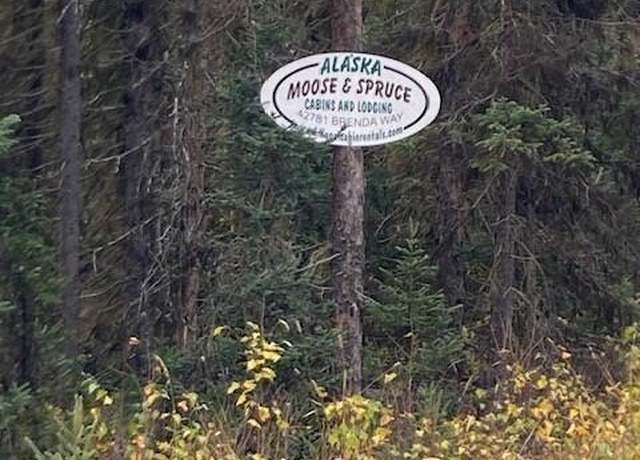 ALASKA
MOOSE & SPRUCE
CABINS AND LODGING
42781 BRENDA WAY